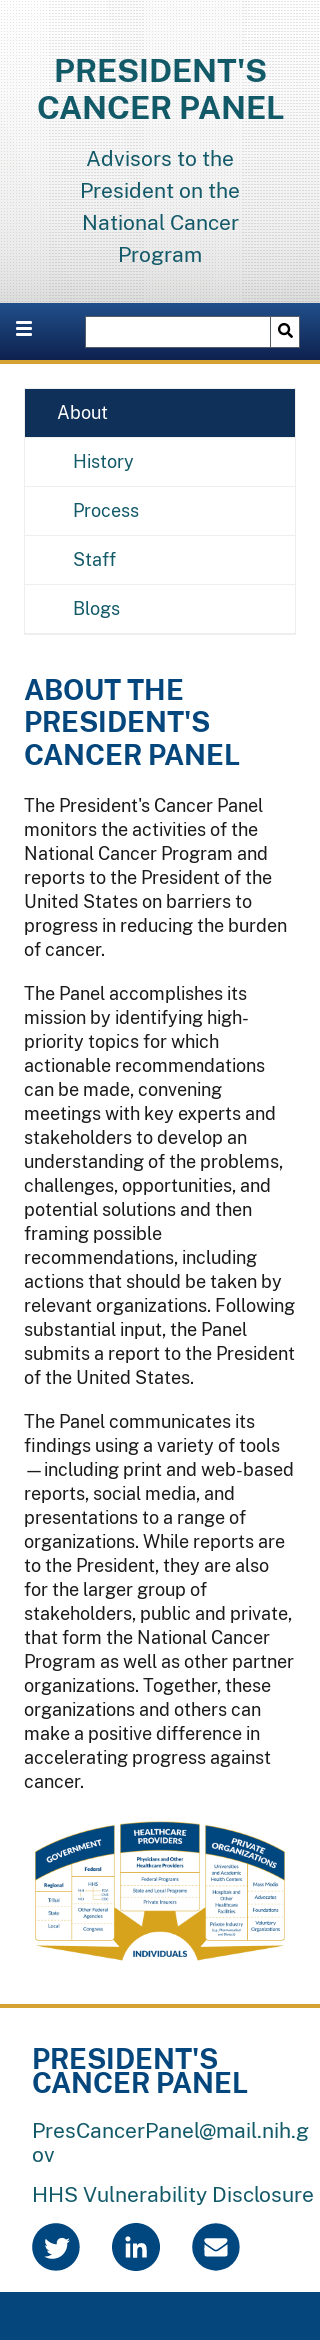 PRESIDENT'S
CANCER PANEL
Advisors to the
President on the
National Cancer
Program
About
History
Process
Staff
Blogs
ABOUT THE
PRESIDENT'S
CANCER PANEL
The President's Cancer Panel
monitors the activities of the
National Cancer Program and
reports to the President of the
United States on barriers to
progress in reducing the burden
of cancer.
The Panel accomplishes its
mission by identifying high-
priority topics for which
actionable recommendations
can be made, convening
meetings with key experts and
stakeholders to develop an
understanding of the problems,
challenges, opportunities, and
potential solutions and then
framing possible
recommendations, including
actions that should be taken by
relevant organizations. Following
substantial input, the Panel
submits a report to the President
of the United States.
The Panel communicates its
findings using a variety of tools
—including print and web-based
reports, social media, and
presentations to a range of
organizations. While reports are
to the President, they are also
for the larger group of
stakeholders, public and private,
that form the National Cancer
Program as well as other partner
organizations. Together, these
organizations and others can
make a positive difference in
accelerating progress against
cancer.
GOVERNMENT
Regional
Tribal
State
Local
Federal
HHS
Other Federal
Agencies
Congress
HEALTHCARE
PROVIDERS
Physicians and Other
Healthcare Providers
Federal Programs
State and Local Programs
Private Insurers
PRIVATE
ORGANIZATIONS
Universities
and Academic
Health Centers
Hospitals and
Other
Healthcare
Facilities
Private Industry
(e.g., Pharmaceutical
and Biotech)
Mass Media
Advocates
Foundations
Voluntary
Organizations
INDIVIDUALS
PRESIDENT'S
CANCER PANEL
PresCancerPanel@mail.nih.g
ov
HHS Vulnerability Disclosure